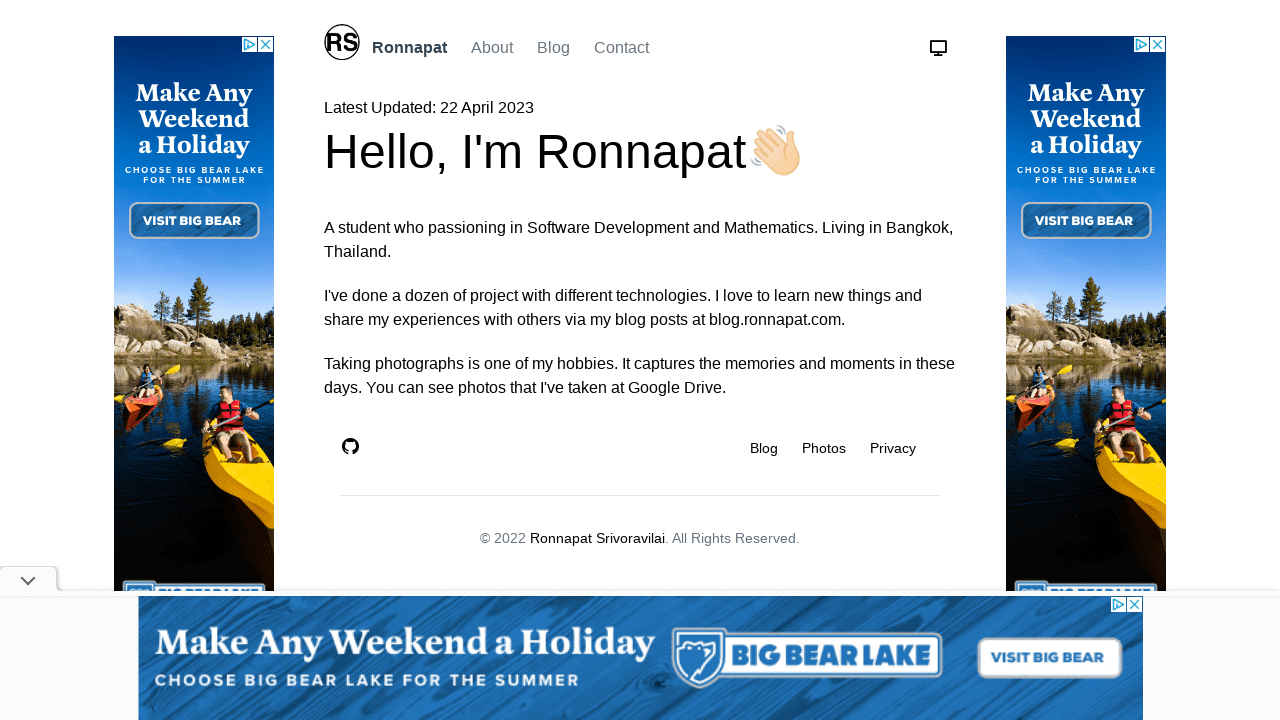 RS Ronnapat About Blog Contact
Latest Updated: 22 April 2023
Hello, I'm Ronnapat
A student who passioning in Software Development and Mathematics. Living in Bangkok,
Thailand.
I've done a dozen of project with different technologies. I love to learn new things and
share my experiences with others via my blog posts at blog.ronnapat.com.
Taking photographs is one of my hobbies. It captures the memories and moments in these
days. You can see photos that I've taken at Google Drive.
Blog Photos Privacy
© 2022 Ronnapat Srivoravilai. All Rights Reserved.
Make Any
Weekend
a Holiday
CHOOSE BIG BEAR LAKE
FOR THE SUMMER
VISIT BIG BEAR
BIG BEAR LAKE
Make Any
Weekend
a Holiday
CHOOSE BIG BEAR LAKE
FOR THE SUMMER
VISIT BIG BEAR
BIG BEAR LAKE
Make Any Weekend a Holiday
CHOOSE BIG BEAR LAKE FOR THE SUMMER
BIG BEAR LAKE
VISIT BIG BEAR